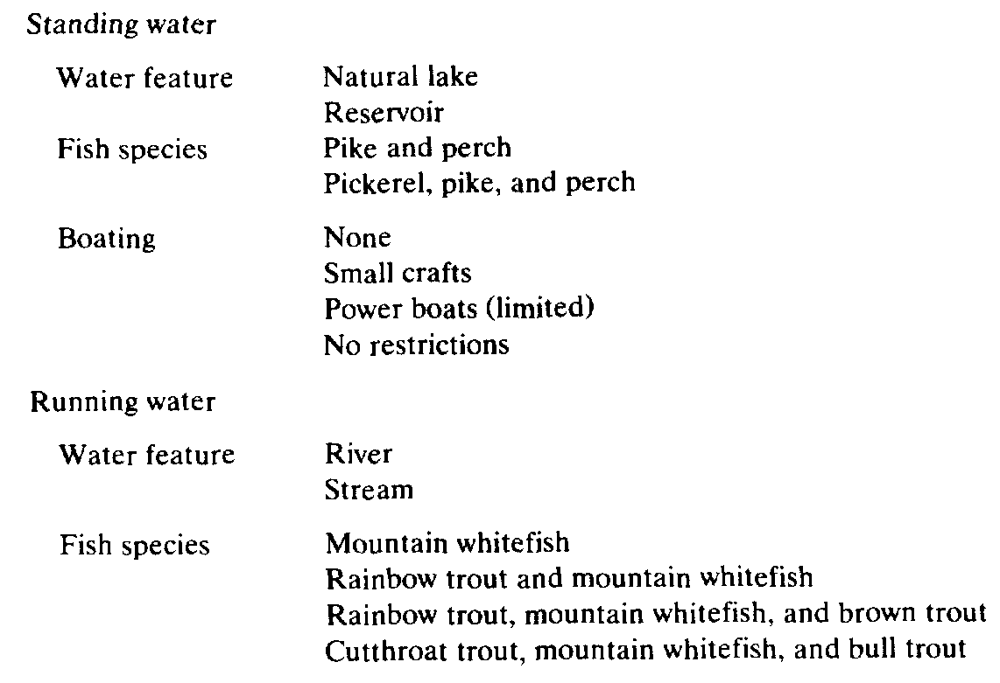 Standing water
Water feature Natural lake
Reservoir
Fish species Pike and perch
Pickerel, pike, and perch
Boating None
Small crafts
Power boats (limited)
No restrictions
Running water
Water feature River
Stream
Fish species Mountain whitefish
Rainbow trout and mountain whitefish
Rainbow trout, mountain whitefish, and brown trout
Cutthroat trout, mountain whitefish, and bull trout